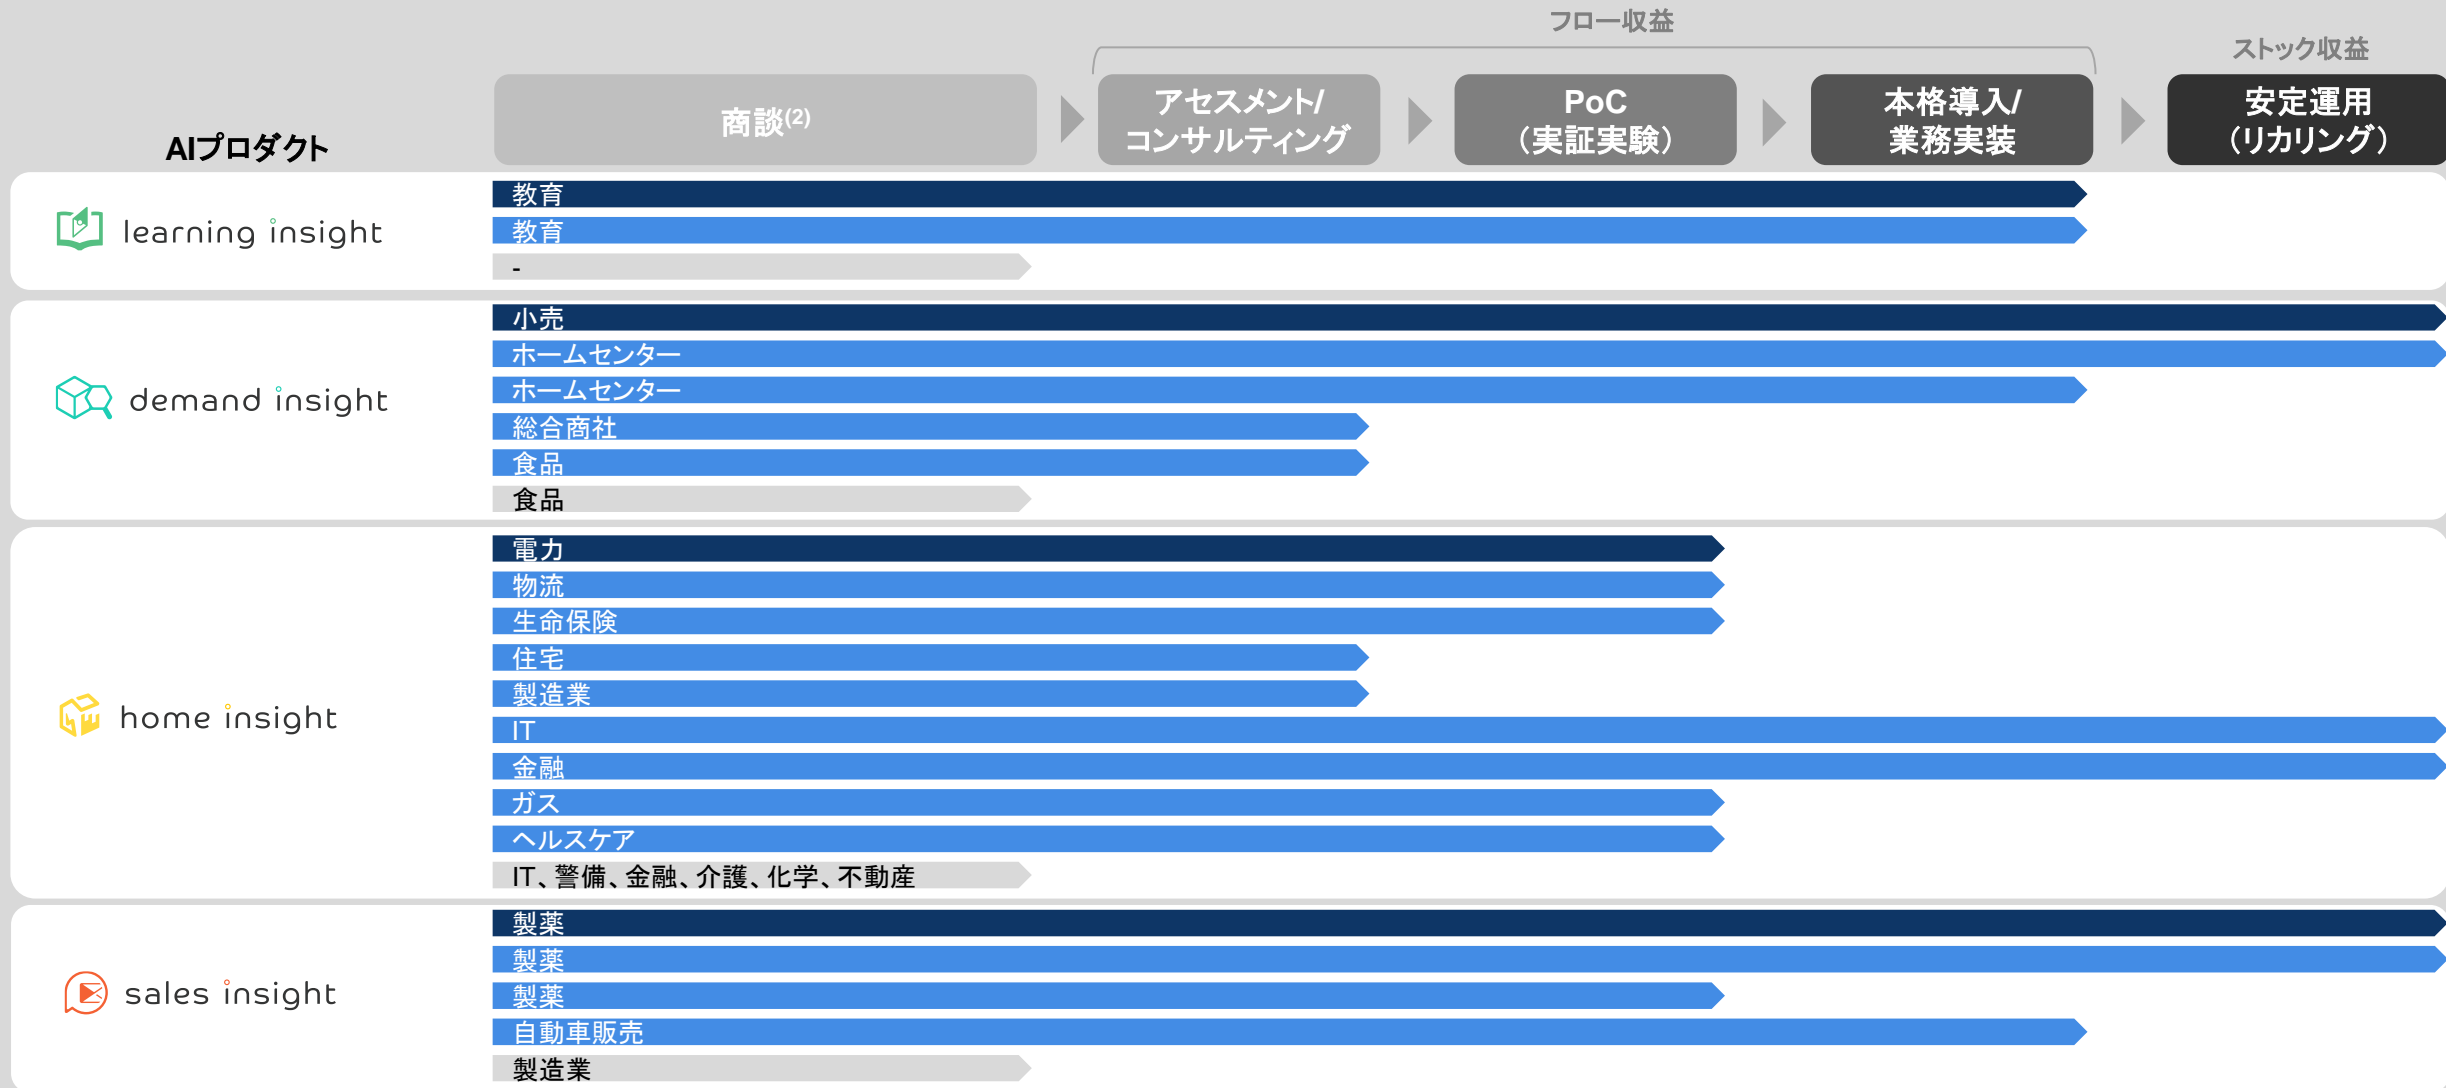 フロー収益
ストック収益
AIプロダクト
商談(2)
アセスメント/
コンサルティング
PoC
（実証実験）
本格導入/
業務実装
安定運用
（リカリング）
learning insight
教育
教育
-
demand insight
小売
ホームセンター
ホームセンター
総合商社
食品
食品
home insight
電力
物流
生命保険
住宅
製造業
IT
金融
ガス
ヘルスケア
IT、警備、金融、介護、化学、不動産
sales insight
製薬
製薬
製薬
自動車販売
製造業